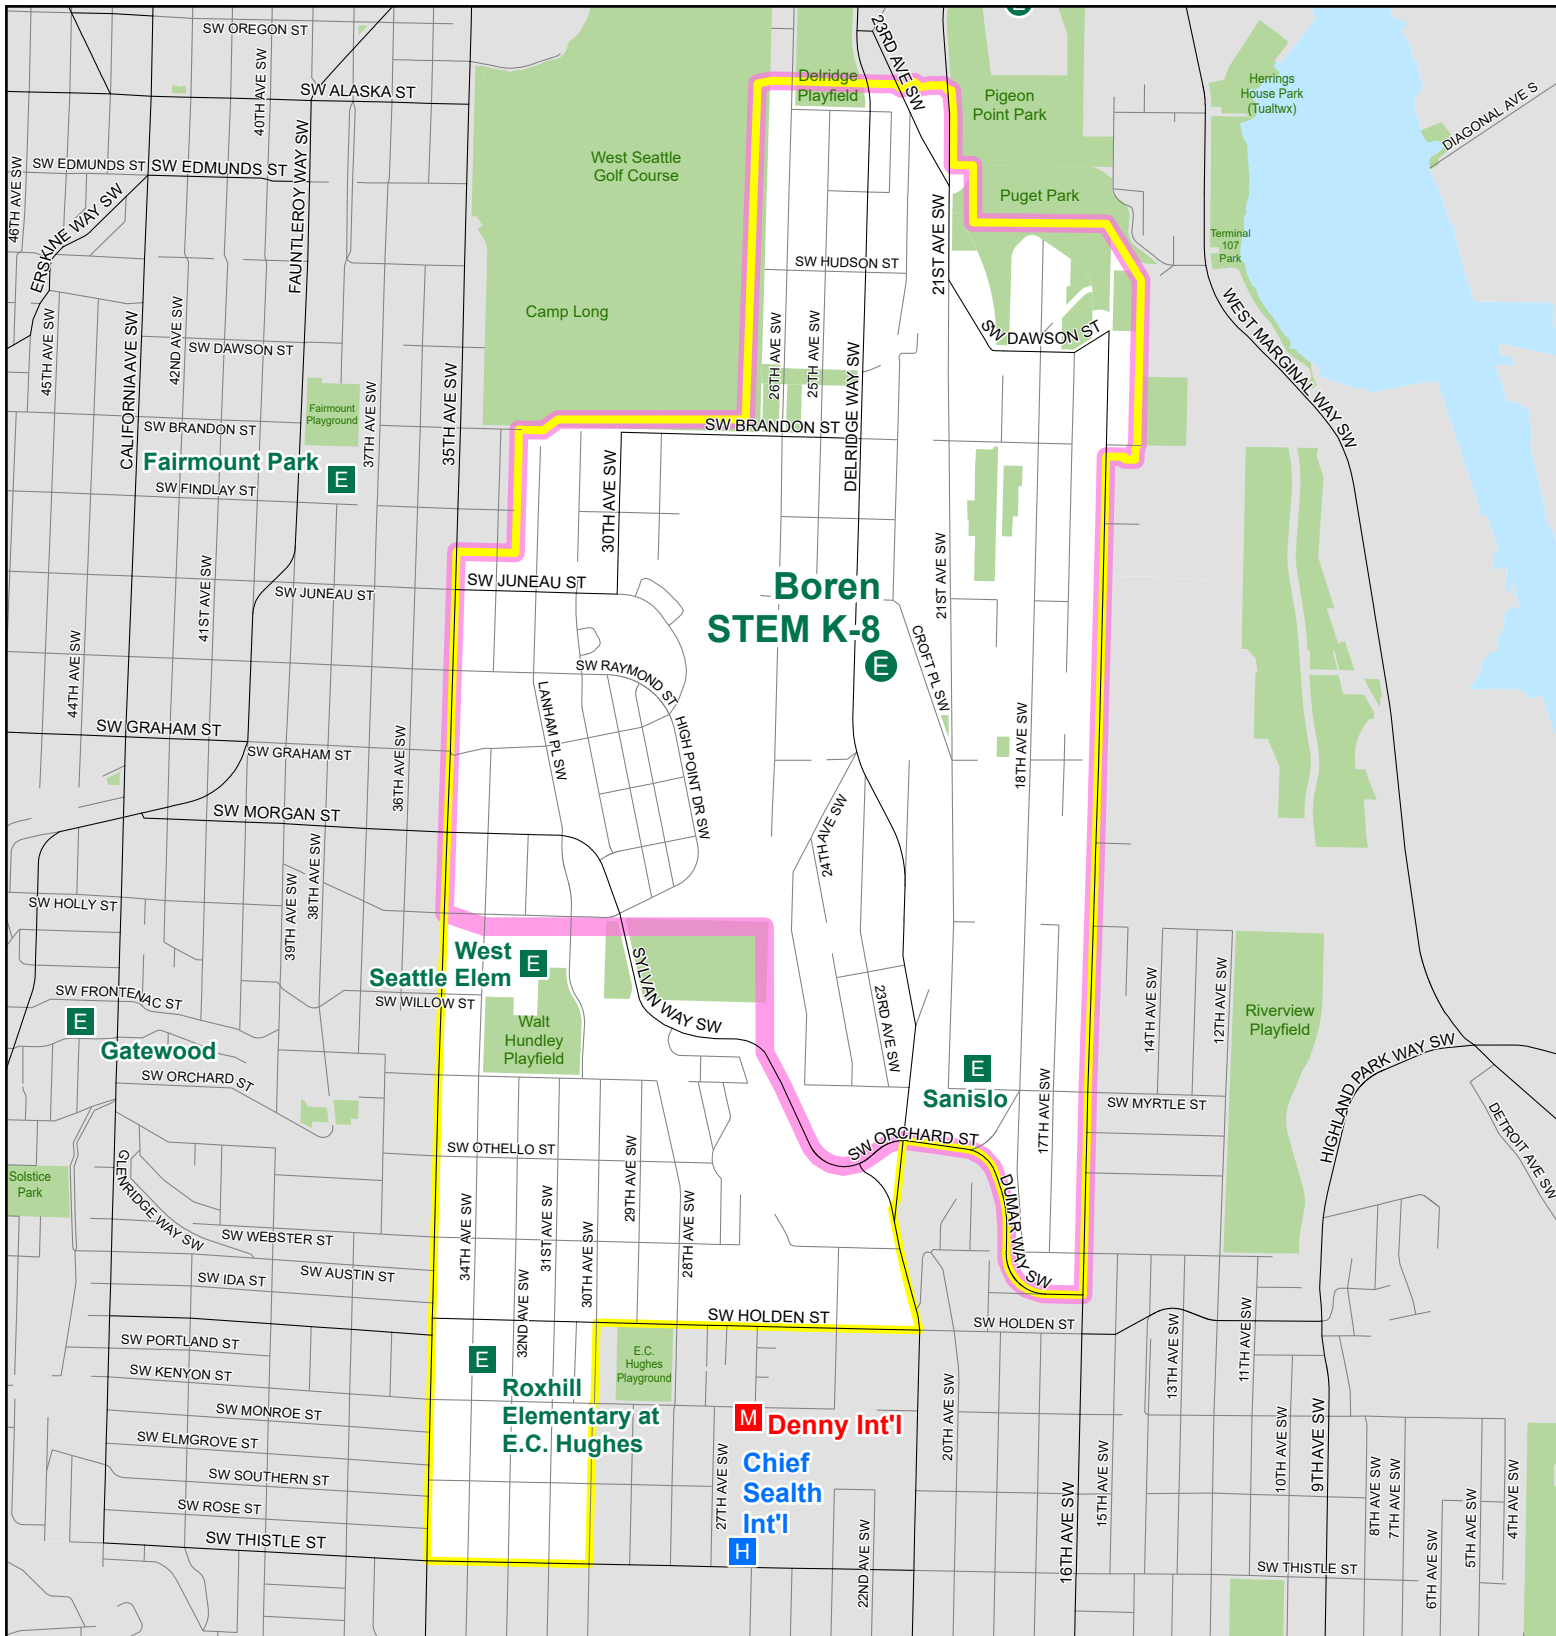 SW OREGON ST
40TH AVE SW
SW ALASKA ST
23RD AVE SW
Delridge
Playfield
Pigeon
Point Park
Herrings
House Park
(Tualtwx)
DIAGONAL AVE S
46TH AVE SW
SW EDMUNDS ST
SW EDMUNDS ST
FAUNTLEROY WAY SW
ERSKINE WAY SW
West Seattle
Golf Course
Puget Park
21ST AVE SW
Terminal
107
Park
SW HUDSON ST
WEST MARGINAL WAY SW
45TH AVE SW
CALIFORNIA AVE SW
42ND AVE SW
SW DAWSON ST
Camp Long
26TH AVE SW
25TH AVE SW
DELRIDGE WAY SW
SW DAWSON ST
35TH AVE SW
37TH AVE SW
Fairmount
Playground
SW BRANDON ST
SW BRANDON ST
Fairmount Park
E
SW FINDLAY ST
30TH AVE SW
SW JUNEAU ST
SW JUNEAU ST
41ST AVE SW
44TH AVE SW
21ST AVE SW
Boren
STEM K-8
E
CROFT PL SW
SW RAYMOND ST
LANHAM PL SW
HIGH POINT DR SW
18TH AVE SW
SW GRAHAM ST
SW GRAHAM ST
36TH AVE SW
SW MORGAN ST
24TH AVE SW
38TH AVE SW
39TH AVE SW
SW HOLLY ST
West
Seattle Elem
E
SYLVAN WAY SW
SW WILLOW ST
SW FRONTENAC ST
E
Gatewood
SW ORCHARD ST
Walt
Hundley
Playfield
23RD AVE SW
E
Sanislo
14TH AVE SW
12TH AVE SW
Riverview
Playfield
HIGHLAND PARK WAY SW
DETROIT AVE SW
SW MYRTLE ST
17TH AVE SW
SW ORCHARD ST
DUMAR WAY SW
SW OTHELLO ST
Solstice
Park
GLENRIDGE WAY SW
34TH AVE SW
31ST AVE SW
29TH AVE SW
28TH AVE SW
30TH AVE SW
32ND AVE SW
SW WEBSTER ST
SW AUSTIN ST
SW IDA ST
SW HOLDEN ST
SW HOLDEN ST
SW PORTLAND ST
SW KENYON ST
SW MONROE ST
SW ELMGROVE ST
SW SOUTHERN ST
SW ROSE ST
SW THISTLE ST
E
Roxhill
Elementary at
E.C. Hughes
E.C.
Hughes
Playground
M
Denny Int'l
Chief
Sealth
Int'l
H
27TH AVE SW
22ND AVE SW
20TH AVE SW
16TH AVE SW
15TH AVE SW
13TH AVE SW
11TH AVE SW
10TH AVE SW
9TH AVE SW
8TH AVE SW
7TH AVE SW
6TH AVE SW
5TH AVE SW
4TH AVE SW
SW THISTLE ST